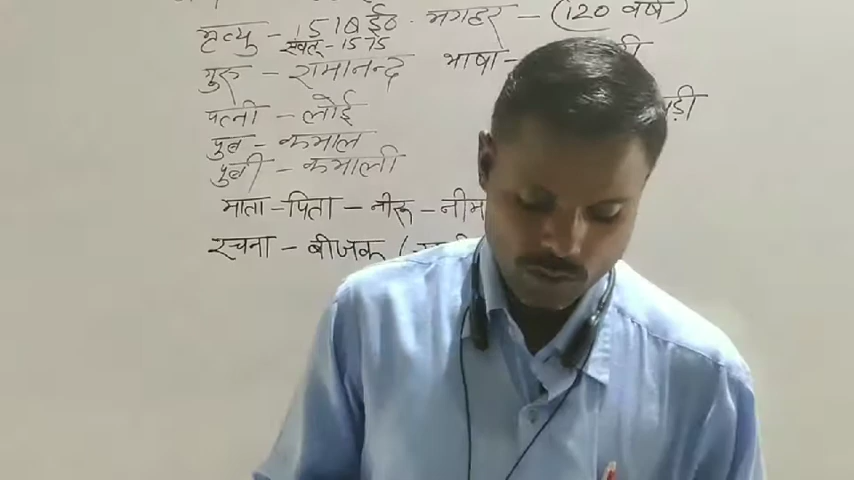 मृत्यु - 1518 ई० - मगहर - (120 वर्ष)
संवत् - 1575
गुरु - रामानन्द भाषा -
पत्नी - लोई
पुत्र - कमाल
पुत्री - कमाली
माता - पिता - नीरू - नीम
रचना - बीजक (